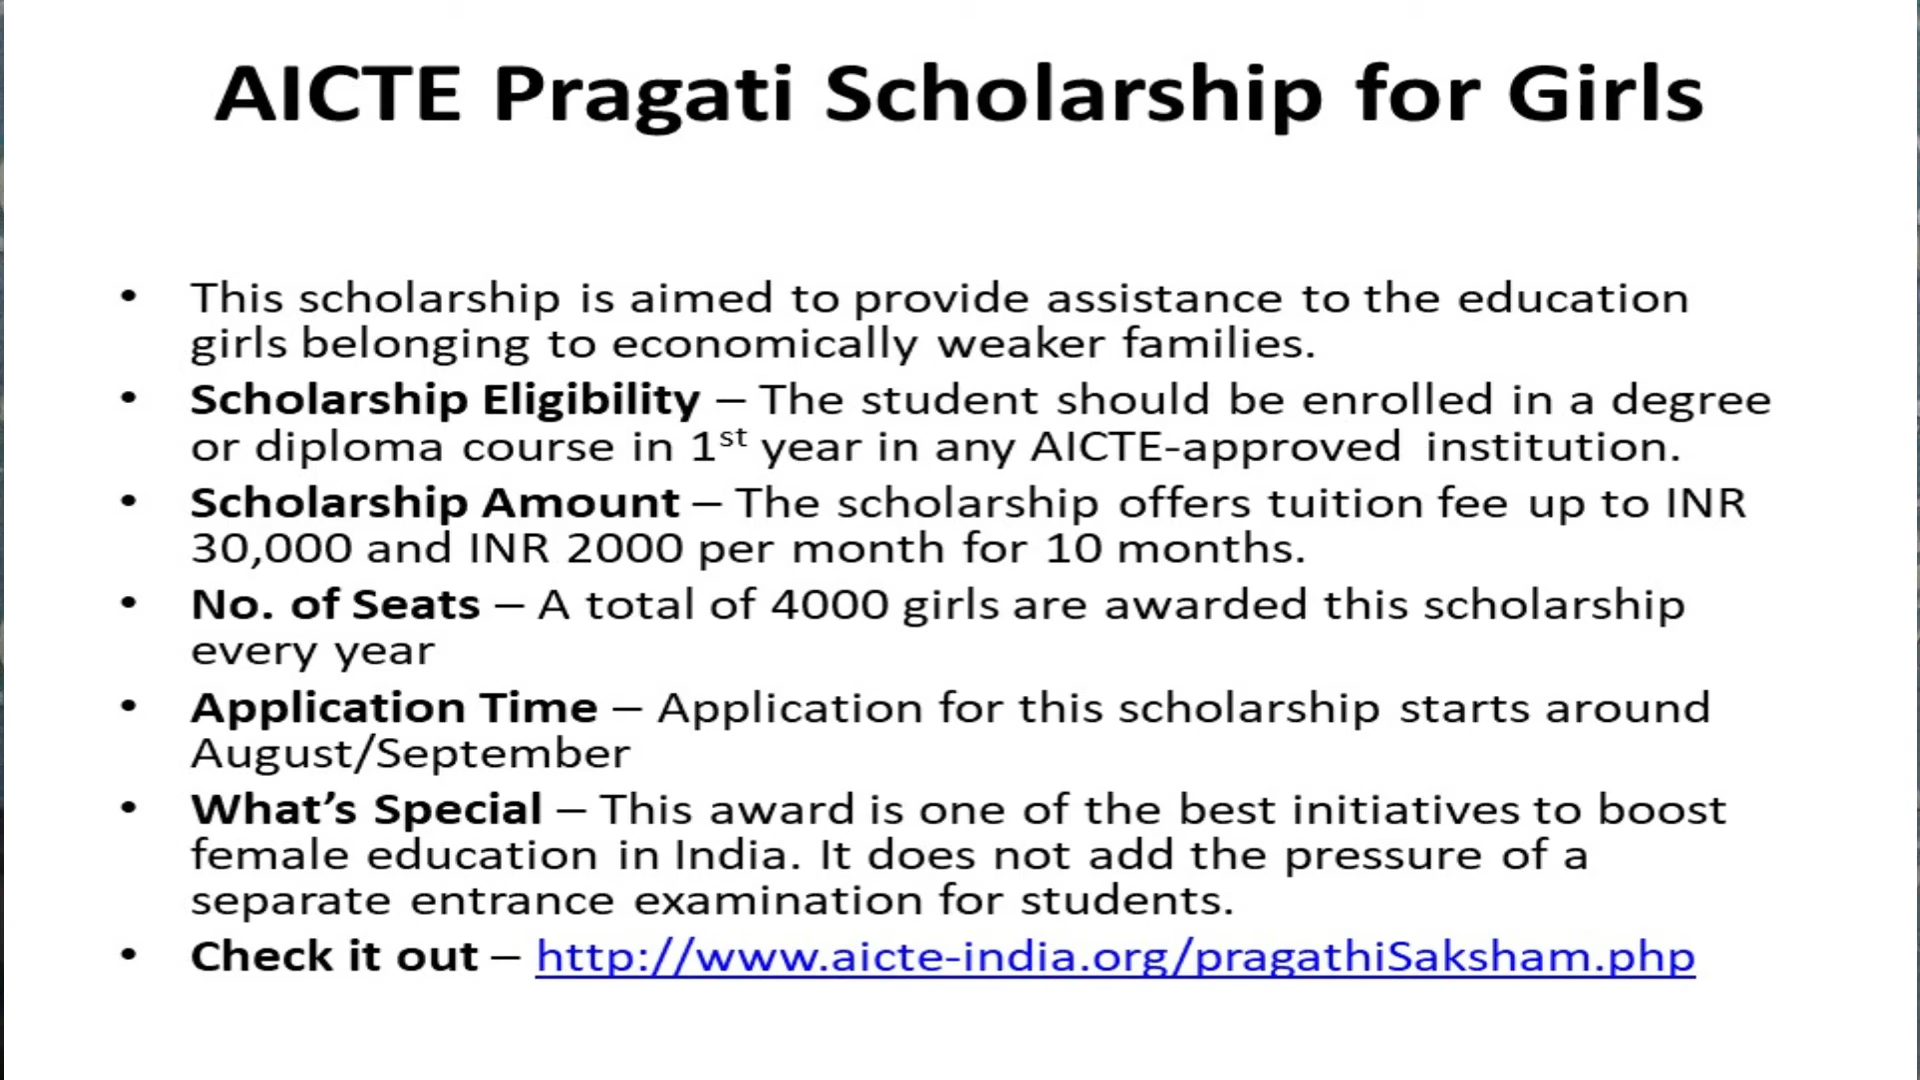 AICTE Pragati Scholarship for Girls
• This scholarship is aimed to provide assistance to the education
girls belonging to economically weaker families.
• Scholarship Eligibility – The student should be enrolled in a degree
or diploma course in 1st year in any AICTE-approved institution.
• Scholarship Amount – The scholarship offers tuition fee up to INR
30,000 and INR 2000 per month for 10 months.
• No. of Seats – A total of 4000 girls are awarded this scholarship
every year
• Application Time – Application for this scholarship starts around
August/September
• What’s Special – This award is one of the best initiatives to boost
female education in India. It does not add the pressure of a
separate entrance examination for students.
• Check it out – http://www.aicte-india.org/pragathiSaksham.php